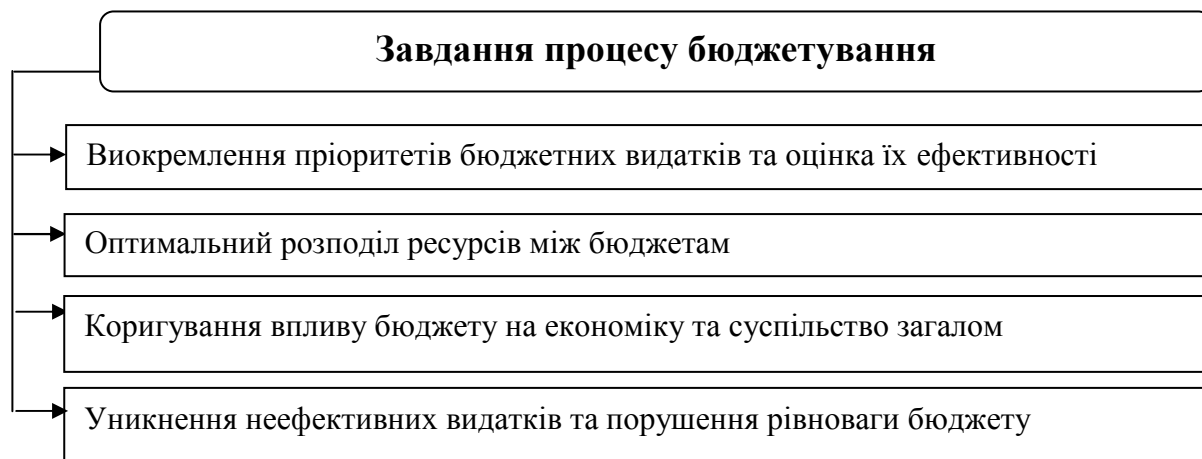 Завдання процесу бюджетування
Виокремлення пріоритетів бюджетних видатків та оцінка їх ефективності
Оптимальний розподіл ресурсів між бюджетам
Коригування впливу бюджету на економіку та суспільство загалом
Уникнення неефективних видатків та порушення рівноваги бюджету